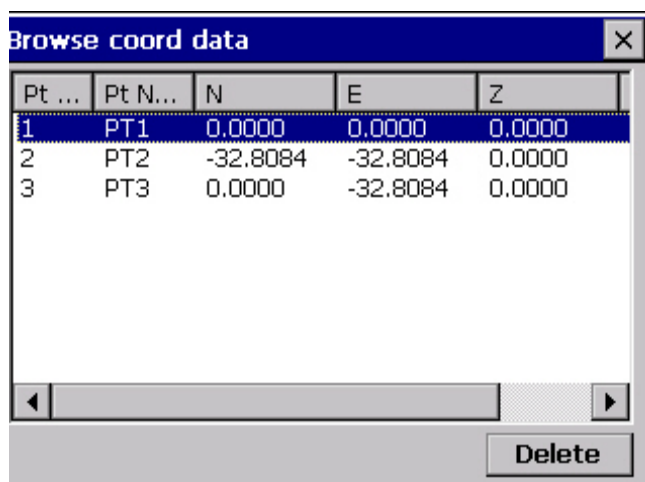 Browse coord data
Pt ... Pt N... N E Z
1 PT1 0.0000 0.0000 0.0000
2 PT2 -32.8084 -32.8084 0.0000
3 PT3 0.0000 -32.8084 0.0000
Delete